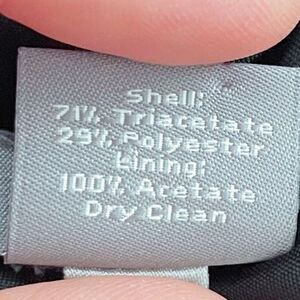 Shell:
71% Triacetate
29% Polyester
Lining:
100% Acetate
Dry Clean